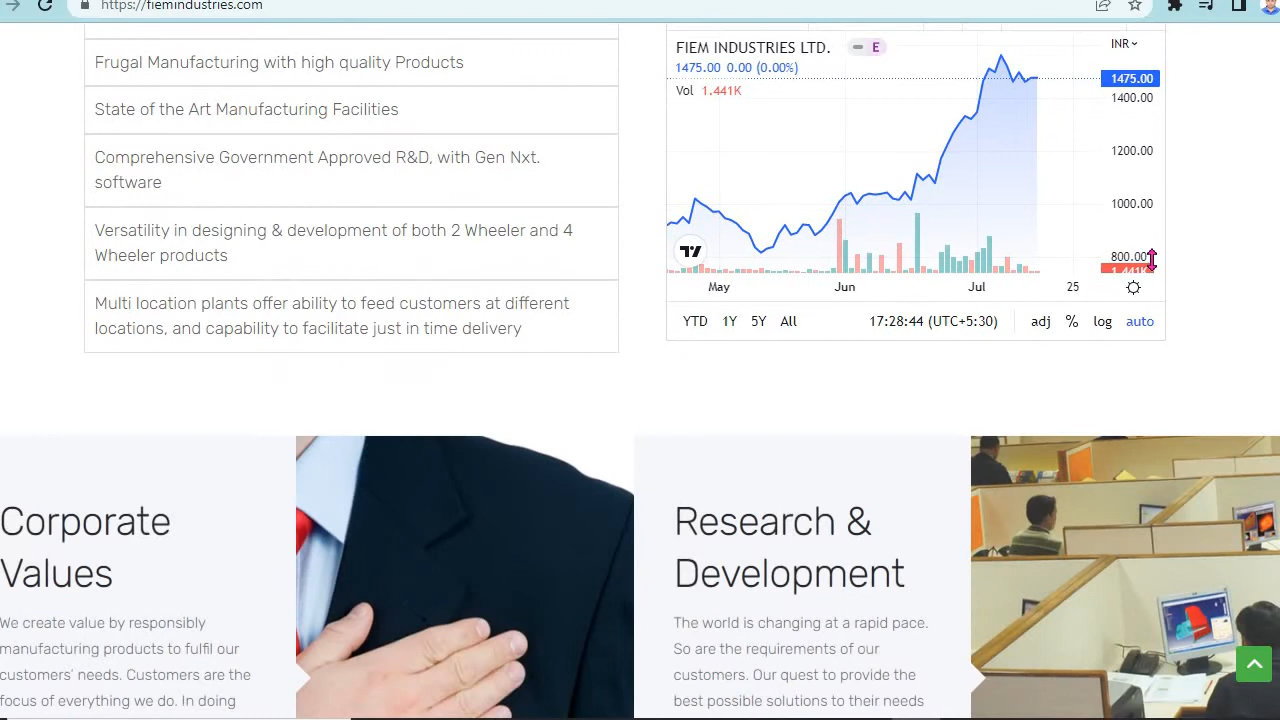 https://fiemindustries.com
Frugal Manufacturing with high quality Products
State of the Art Manufacturing Facilities
Comprehensive Government Approved R&D, with Gen Nxt.
software
Versatility in designing & development of both 2 Wheeler and 4
Wheeler products
Multi location plants offer ability to feed customers at different
locations, and capability to facilitate just in time delivery
FIEM INDUSTRIES LTD. E
INR
1475.00 0.00 (0.00%)
Vol 1.441K
1475.00
1400.00
1200.00
1000.00
800.00
1.441K
May Jun Jul 25
YTD 1Y 5Y All 17:28:44 (UTC+5:30) adj % log auto
Corporate
Values
We create value by responsibly
manufacturing products to fulfil our
customers’ needs. Customers are the
focus of everything we do. In doing
Research &
Development
The world is changing at a rapid pace.
So are the requirements of our
customers. Our quest to provide the
best possible solutions to their needs